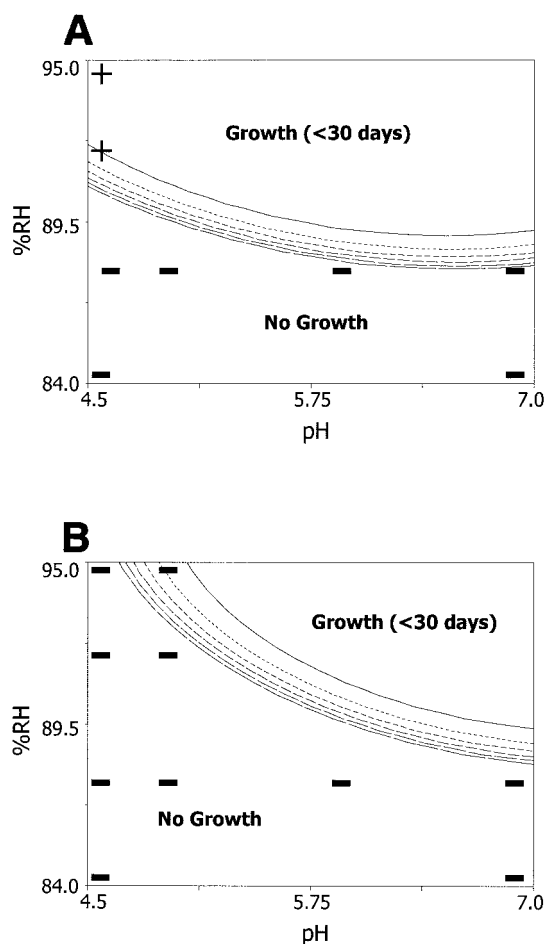 A
95.0
Growth (<30 days)
%RH
89.5
No Growth
84.0
4.5 5.75 7.0
pH
B
95.0
Growth (<30 days)
%RH
89.5
No Growth
84.0
4.5 5.75 7.0
pH